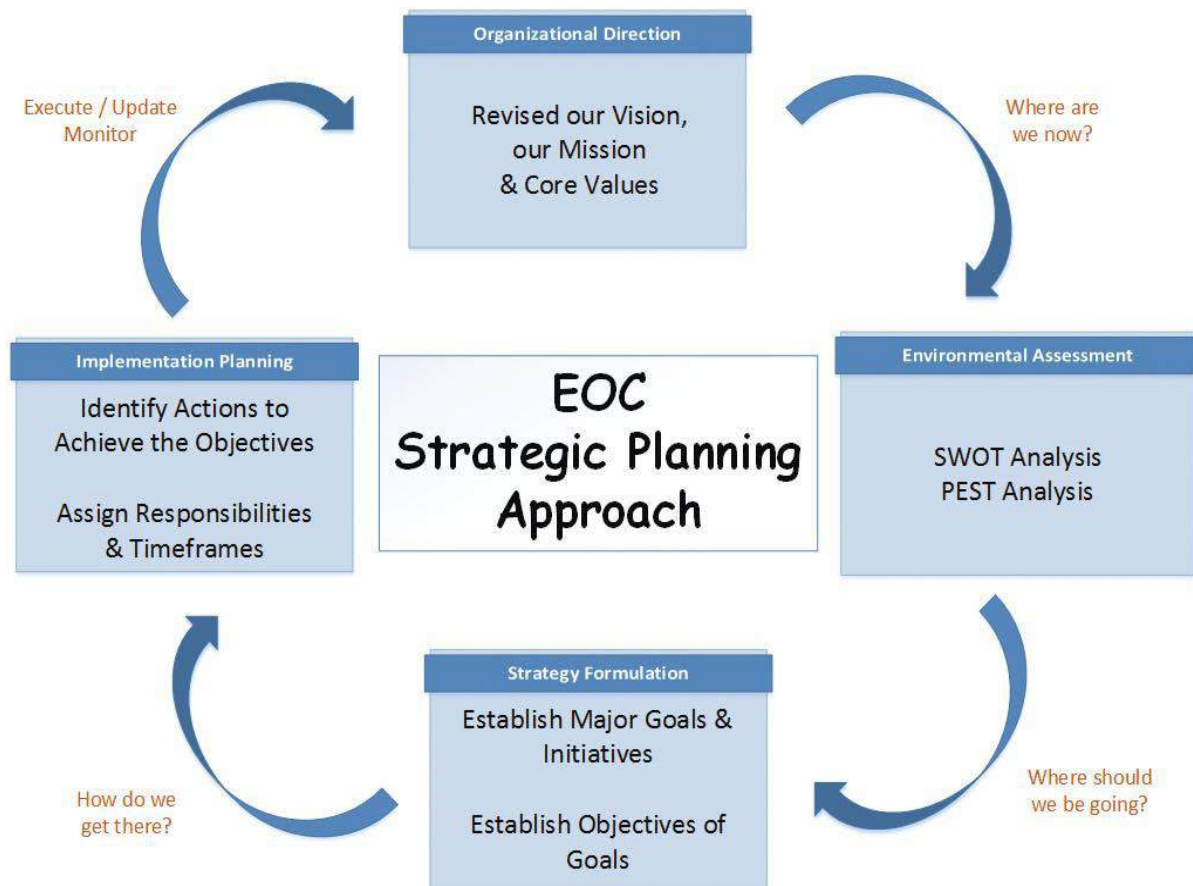 Organizational Direction
Revised our Vision,
our Mission
& Core Values
Where are
we now?
Environmental Assessment
SWOT Analysis
PEST Analysis
Where should
we be going?
Strategy Formulation
Establish Major Goals &
Initiatives
Establish Objectives of
Goals
How do we
get there?
Implementation Planning
Identify Actions to
Achieve the Objectives
Assign Responsibilities
& Timeframes
Execute / Update
Monitor
EOC
Strategic Planning
Approach